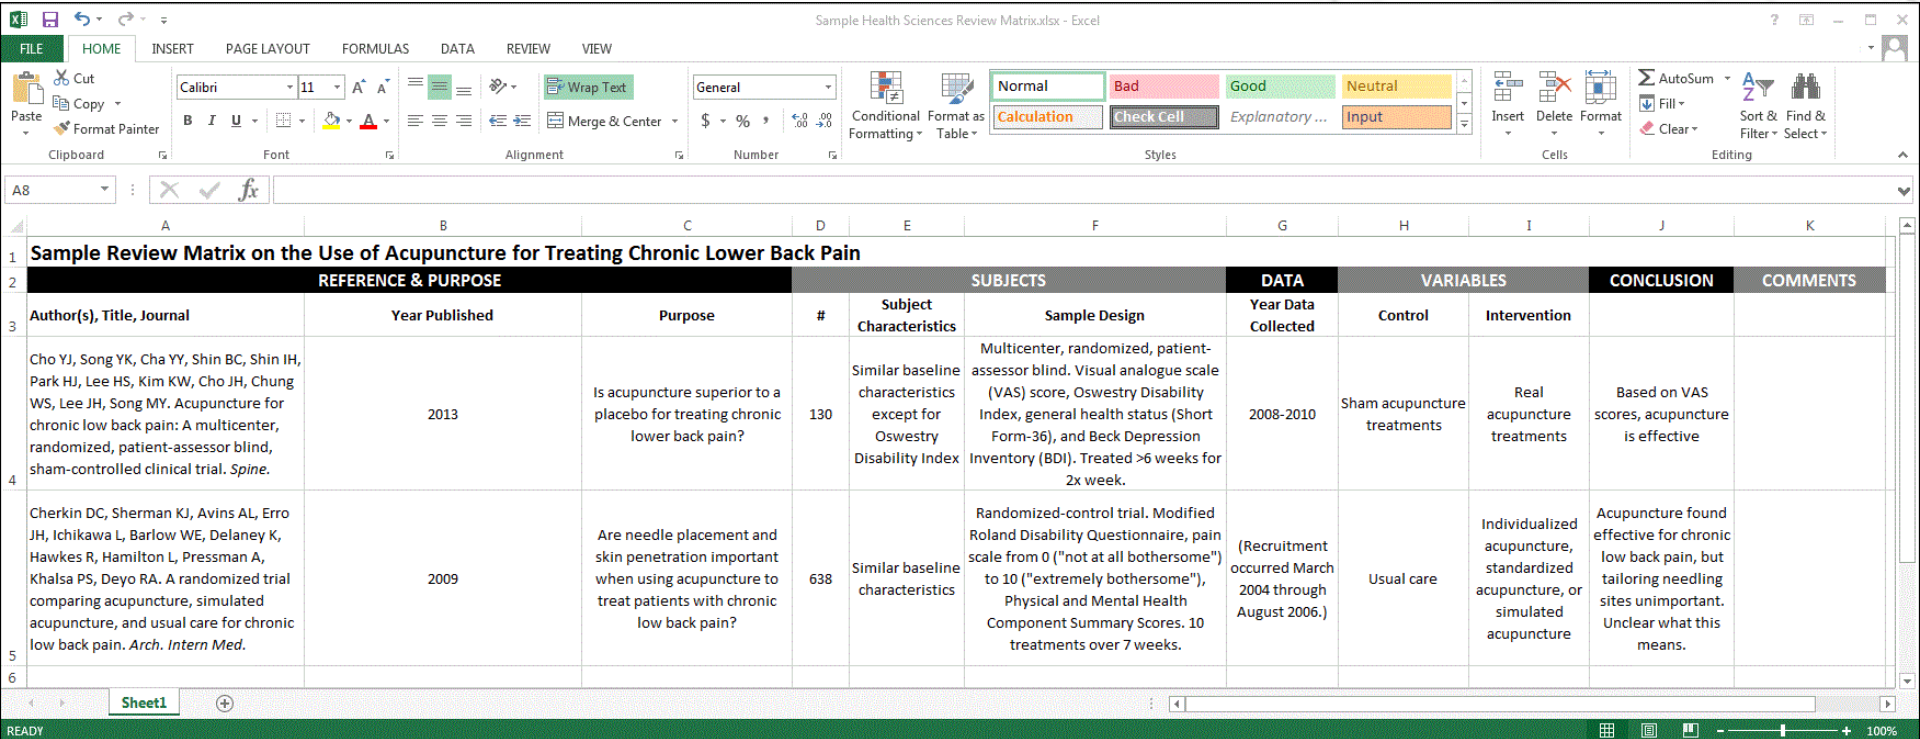 Sample Health Sciences Review Matrix.xlsx - Excel
?
FILE HOME INSERT PAGE LAYOUT FORMULAS DATA REVIEW VIEW
Paste
Cut
Copy
Format Painter
Clipboard
Calibri 11
A A
B I U A
Font
Wrap Text
Merge & Center
Alignment
General
$ % ,
Number
Conditional
Formatting
Format as
Table
Normal Bad Good Neutral
Calculation Check Cell Explanatory ... Input
Styles
Insert Delete Format
Cells
AutoSum
Fill
Clear
Sort &
Filter
Find &
Select
Editing
A8
fx
A B C D E F G H I J K
1 Sample Review Matrix on the Use of Acupuncture for Treating Chronic Lower Back Pain
2 REFERENCE & PURPOSE SUBJECTS DATA VARIABLES CONCLUSION COMMENTS
3
Author(s), Title, Journal
Year Published
Purpose
#
Subject
Characteristics
Sample Design
Year Data
Collected
Control
Intervention
4
Cho YJ, Song YK, Cha YY, Shin BC, Shin IH,
Park HJ, Lee HS, Kim KW, Cho JH, Chung
WS, Lee JH, Song MY. Acupuncture for
chronic low back pain: A multicenter,
randomized, patient-assessor blind,
sham-controlled clinical trial. Spine.
2013
Is acupuncture superior to a
placebo for treating chronic
lower back pain?
130
Similar baseline
characteristics
except for
Oswestry
Disability Index
Multicenter, randomized, patient-
assessor blind. Visual analogue scale
(VAS) score, Oswestry Disability
Index, general health status (Short
Form-36), and Beck Depression
Inventory (BDI). Treated >6 weeks for
2x week.
2008-2010
Sham acupuncture
treatments
Real
acupuncture
treatments
Based on VAS
scores, acupuncture
is effective
5
Cherkin DC, Sherman KJ, Avins AL, Erro
JH, Ichikawa L, Barlow WE, Delaney K,
Hawkes R, Hamilton L, Pressman A,
Khalsa PS, Deyo RA. A randomized trial
comparing acupuncture, simulated
acupuncture, and usual care for chronic
low back pain. Arch. Intern Med.
2009
Are needle placement and
skin penetration important
when using acupuncture to
treat patients with chronic
low back pain?
638
Similar baseline
characteristics
Randomized-control trial. Modified
Roland Disability Questionnaire, pain
scale from 0 ("not at all bothersome")
to 10 ("extremely bothersome"),
Physical and Mental Health
Component Summary Scores. 10
treatments over 7 weeks.
(Recruitment
occurred March
2004 through
August 2006.)
Usual care
Individualized
acupuncture,
standardized
acupuncture, or
simulated
acupuncture
Acupuncture found
effective for chronic
low back pain, but
tailoring needling
sites unimportant.
Unclear what this
means.
6
Sheet1
READY
100%